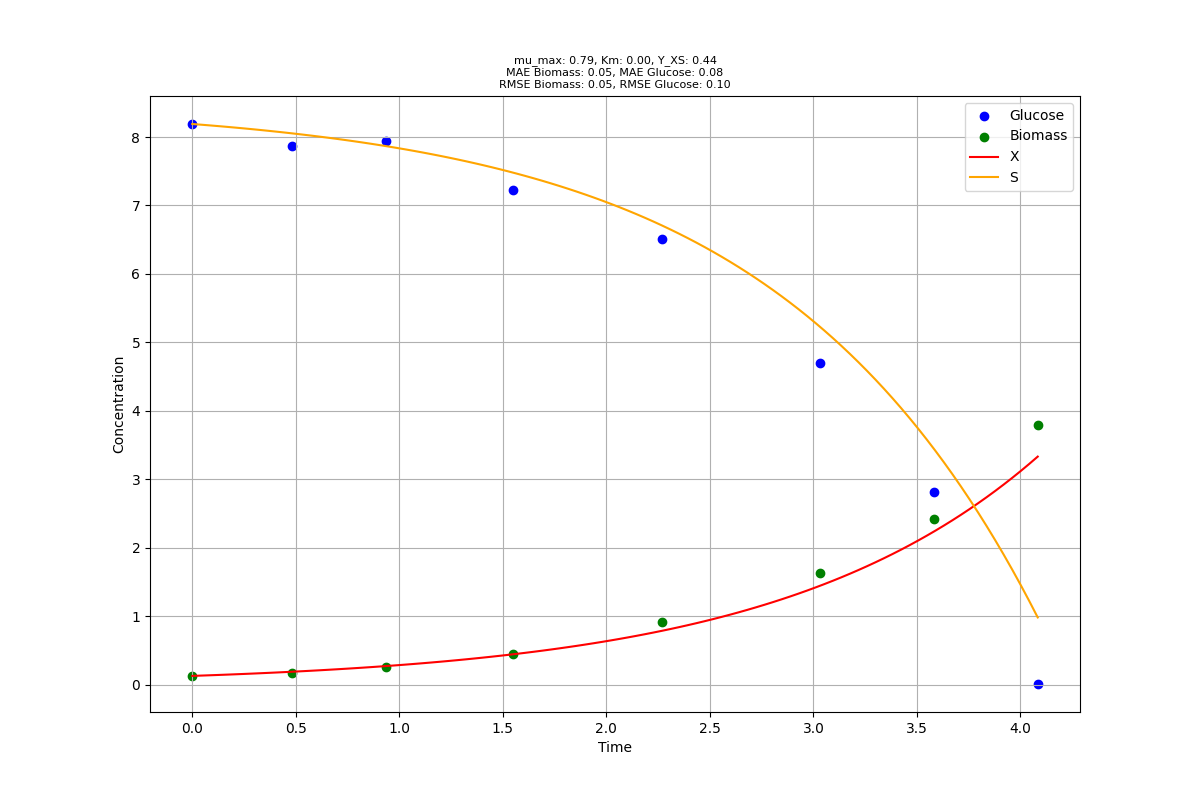 mu_max: 0.79, Km: 0.00, Y_XS: 0.44
MAE Biomass: 0.05, MAE Glucose: 0.08
RMSE Biomass: 0.05, RMSE Glucose: 0.10
Glucose
Biomass
X
S
Concentration
8
7
6
5
4
3
2
1
0
0.0 0.5 1.0 1.5 2.0 2.5 3.0 3.5 4.0
Time